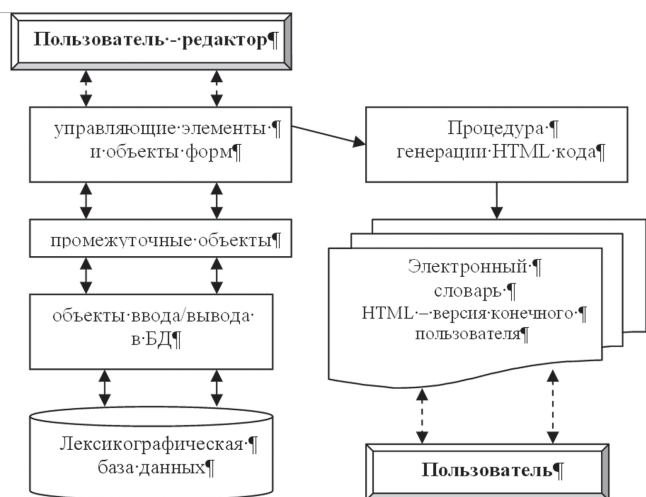 Пользователь·-·редактор¶
управляющие·элементы·¶
и·объекты·форм¶
Процедура·¶
генерации·HTML·кода¶
промежуточные·объекты¶
объекты·ввода/вывода·
в·БД¶
Электронный·¶
словарь·¶
HTML·–·версия·конечного·¶
пользователя¶
Лексикографическая·¶
база·данных¶
Пользователь¶